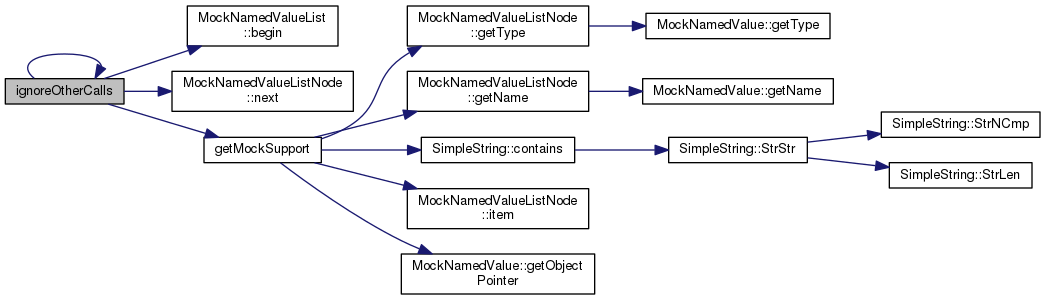 ignoreOtherCalls
MockNamedValueList
::begin
MockNamedValueListNode
::next
getMockSupport
MockNamedValueListNode
::getType
MockNamedValueListNode
::getName
SimpleString::contains
MockNamedValueListNode
::item
MockNamedValue::getObject
Pointer
MockNamedValue::getType
MockNamedValue::getName
SimpleString::StrStr
SimpleString::StrNCmp
SimpleString::StrLen